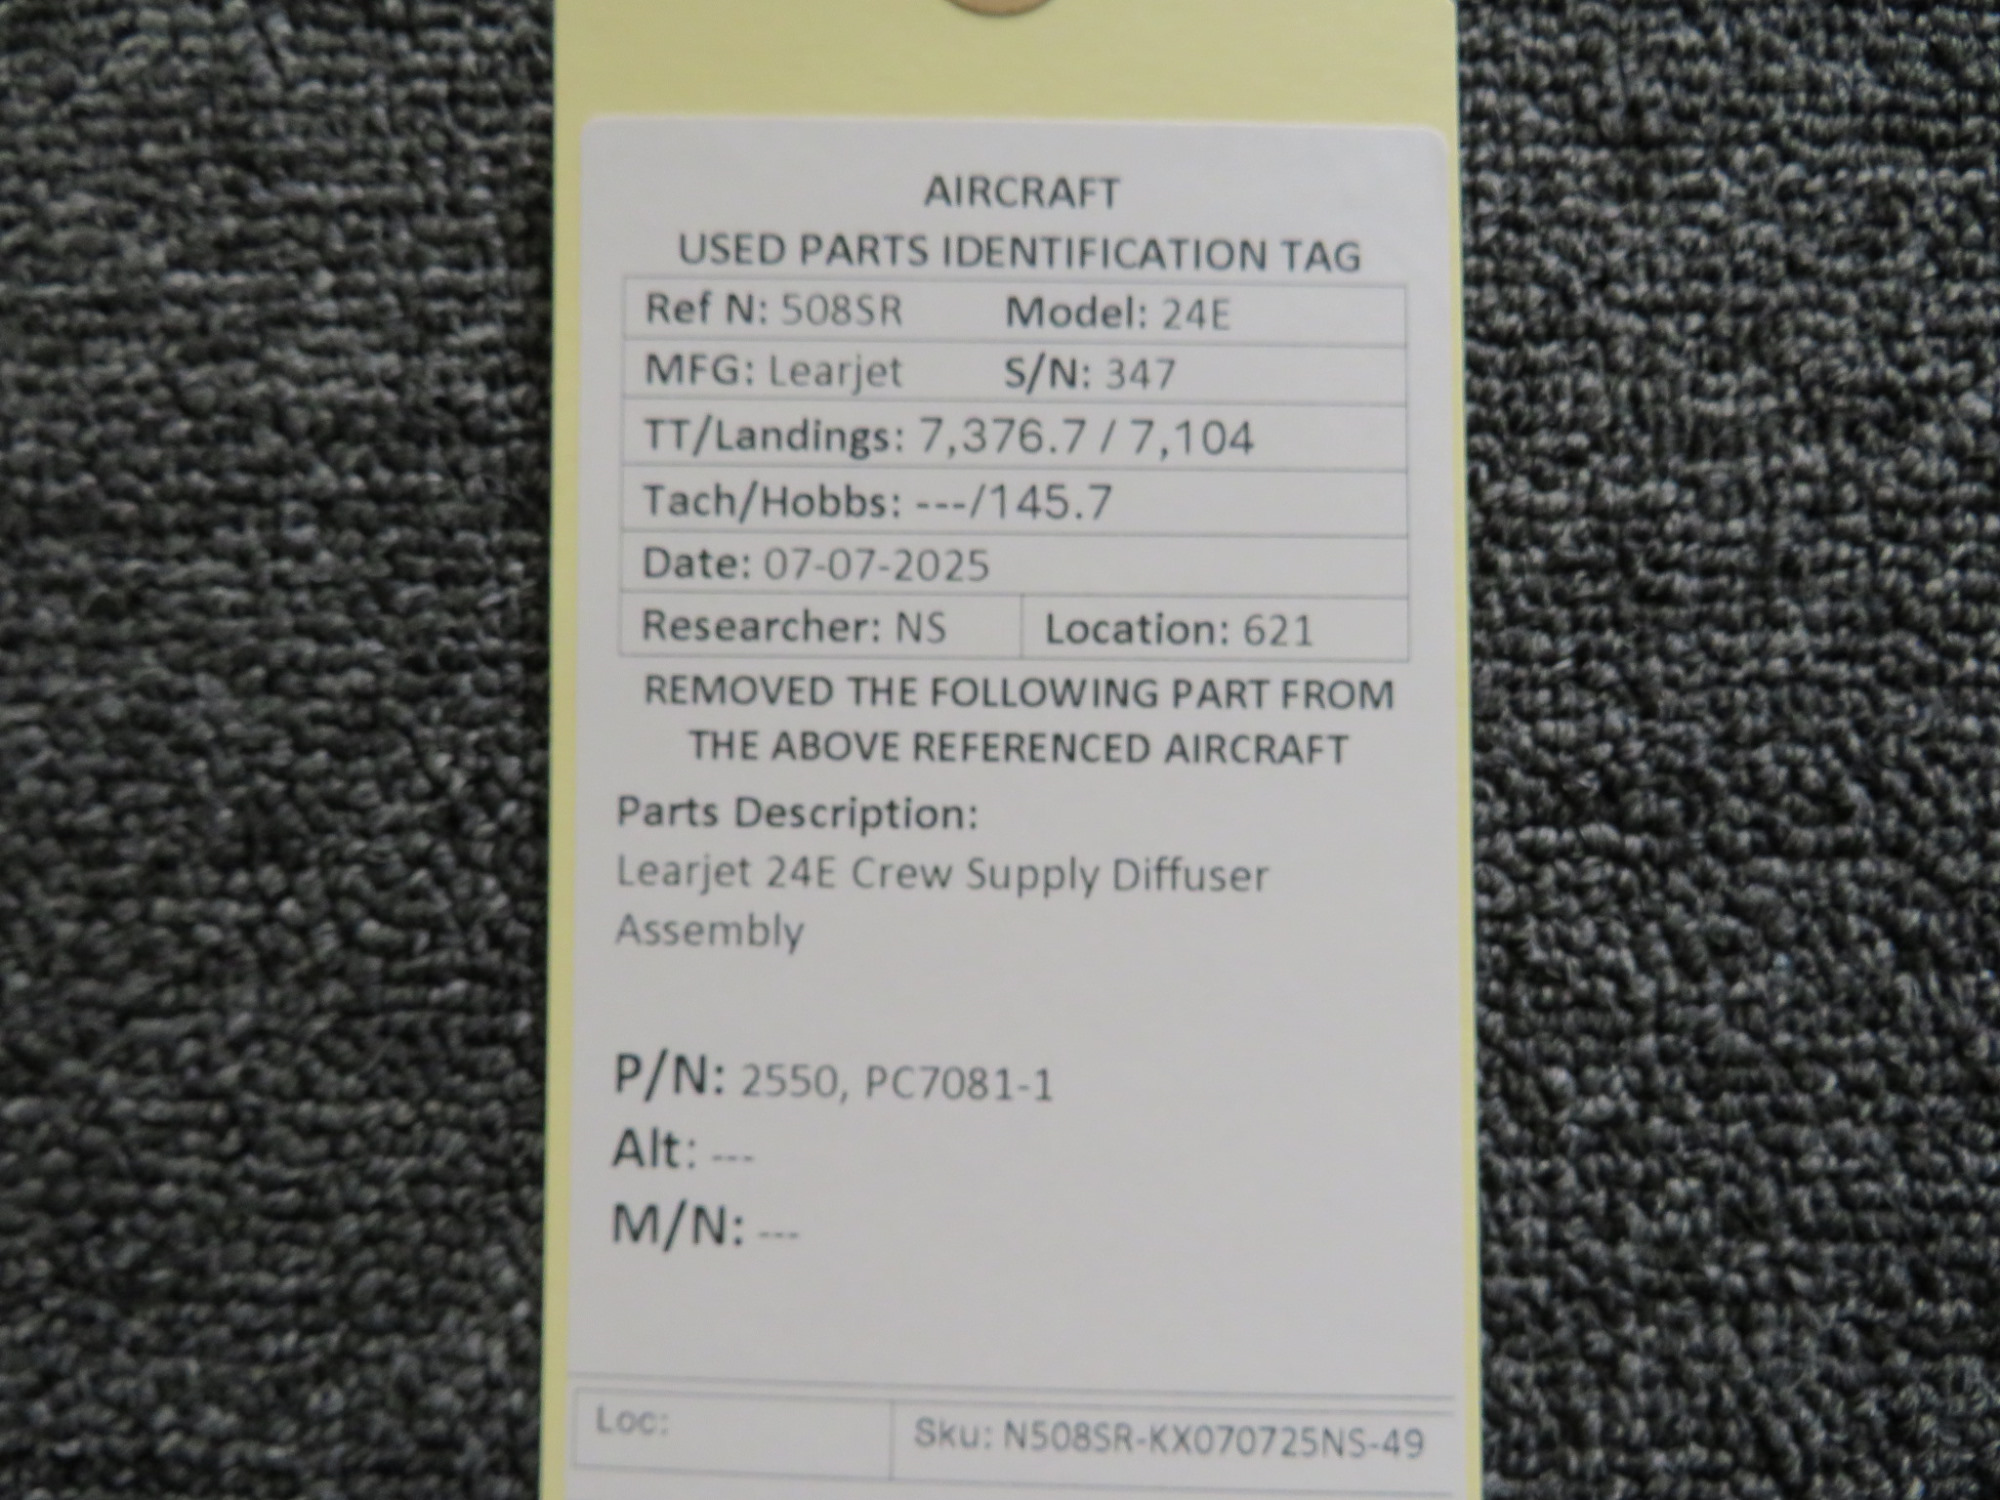 AIRCRAFT
USED PARTS IDENTIFICATION TAG
Ref N: 508SR Model: 24E
MFG: Learjet S/N: 347
TT/Landings: 7,376.7 / 7,104
Tach/Hobbs: ---/145.7
Date: 07-07-2025
Researcher: NS Location: 621
REMOVED THE FOLLOWING PART FROM
THE ABOVE REFERENCED AIRCRAFT
Parts Description:
Learjet 24E Crew Supply Diffuser
Assembly
P/N: 2550, PC7081-1
Alt: ---
M/N: ---
Loc: Sku: N508SR-KX070725NS-49